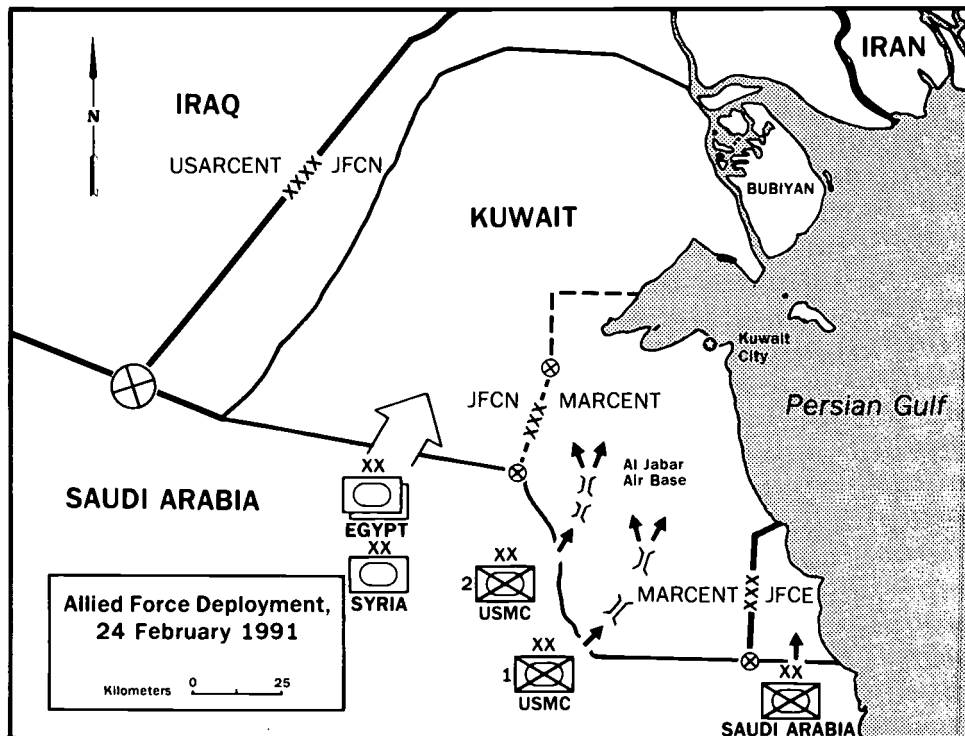 IRAN
N
IRAQ
USARCENT XXXX JFCN
BUBIYAN
KUWAIT
Kuwait
City
JFCN XXX MARCENT
Persian Gulf
Al Jabar
Air Base
SAUDI ARABIA
XX
EGYPT
XX
SYRIA
XX
2
USMC
MARCENT XXX JFCE
XX
1
USMC
XX
SAUDI ARABIA
Allied Force Deployment,
24 February 1991
Kilometers 0 25